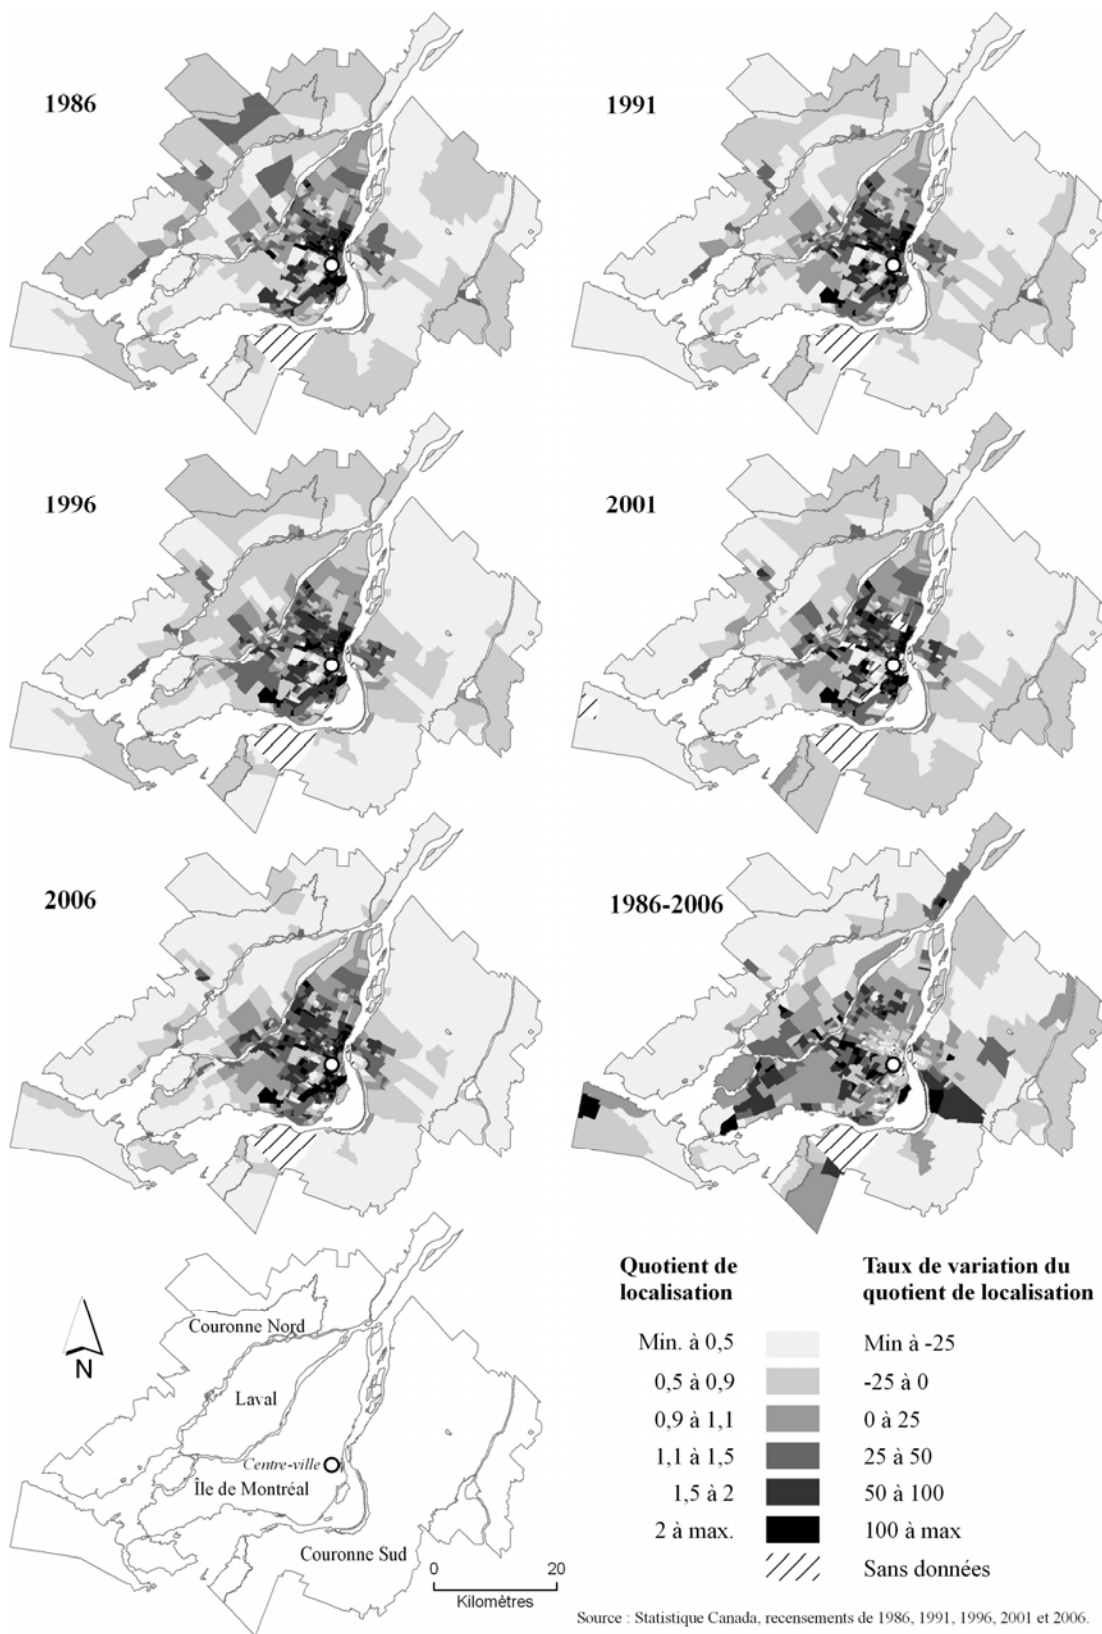 1986
1991
1996
2001
2006
1986-2006
Couronne Nord
N
Laval
Centre-ville
Île de Montréal
Couronne Sud
0 20
Kilomètres
Quotient de localisation
Taux de variation du quotient de localisation
Min. à 0,5 Min à -25
0,5 à 0,9 -25 à 0
0,9 à 1,1 0 à 25
1,1 à 1,5 25 à 50
1,5 à 2 50 à 100
2 à max. 100 à max
Sans données
Source : Statistique Canada, recensements de 1986, 1991, 1996, 2001 et 2006.